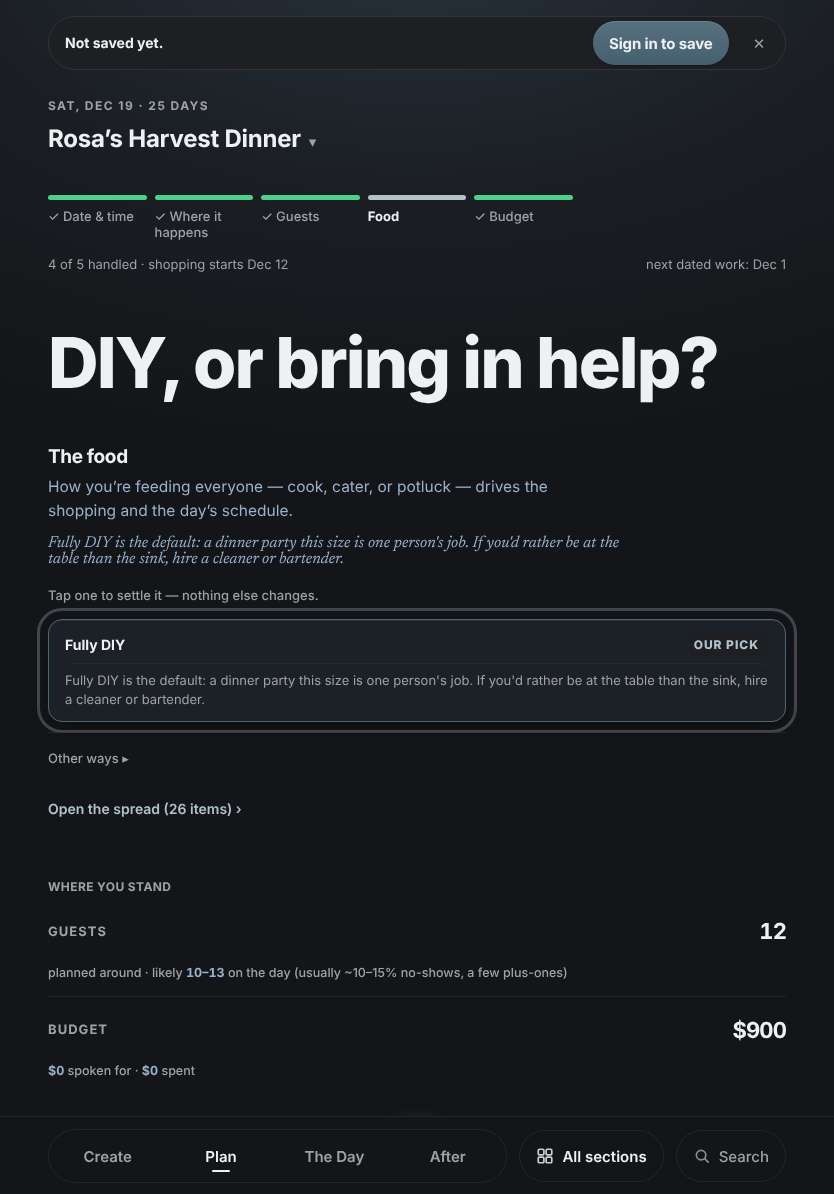 Not saved yet.
Sign in to save ×
SAT, DEC 19 · 25 DAYS
Rosa’s Harvest Dinner ▾
✓ Date & time
✓ Where it
happens
✓ Guests
Food
✓ Budget
4 of 5 handled · shopping starts Dec 12
next dated work: Dec 1
DIY, or bring in help?
The food
How you’re feeding everyone — cook, cater, or potluck — drives the
shopping and the day’s schedule.
Fully DIY is the default: a dinner party this size is one person's job. If you'd rather be at the
table than the sink, hire a cleaner or bartender.
Tap one to settle it — nothing else changes.
Fully DIY
OUR PICK
Fully DIY is the default: a dinner party this size is one person's job. If you'd rather be at the table than the sink, hire
a cleaner or bartender.
Other ways ▸
Open the spread (26 items) ›
WHERE YOU STAND
GUESTS
12
planned around · likely 10–13 on the day (usually ~10–15% no-shows, a few plus-ones)
BUDGET
$900
$0 spoken for · $0 spent
Create
Plan
The Day
After
All sections
Search